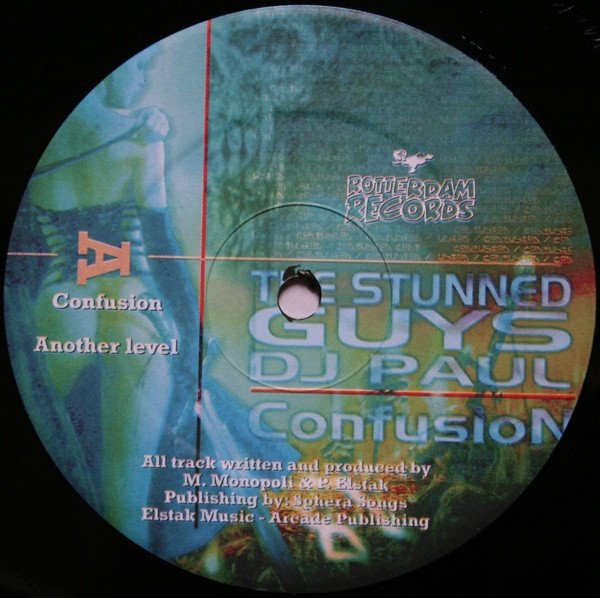 ROTTERDAM
RECORDS
A
Confusion
Another level
THE STUNNED
GUYS
DJ PAUL
ConfusioN
All track written and produced by
M. Monopoli & P. Elstak
Publishing by: Sphera Songs
Elstak Music - Arcade Publishing